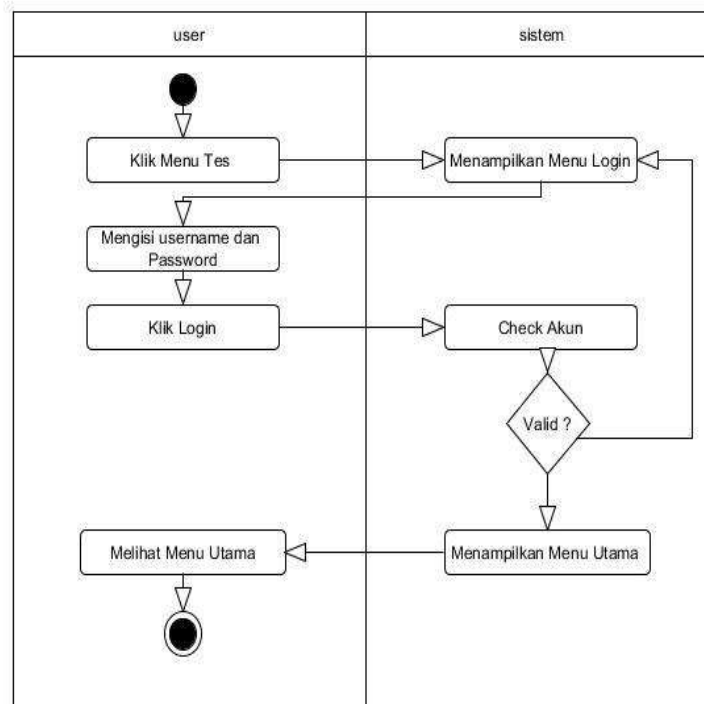 user
sistem
Klik Menu Tes
Menampilkan Menu Login
Mengisi username dan
Password
Klik Login
Check Akun
Valid ?
Melihat Menu Utama
Menampilkan Menu Utama